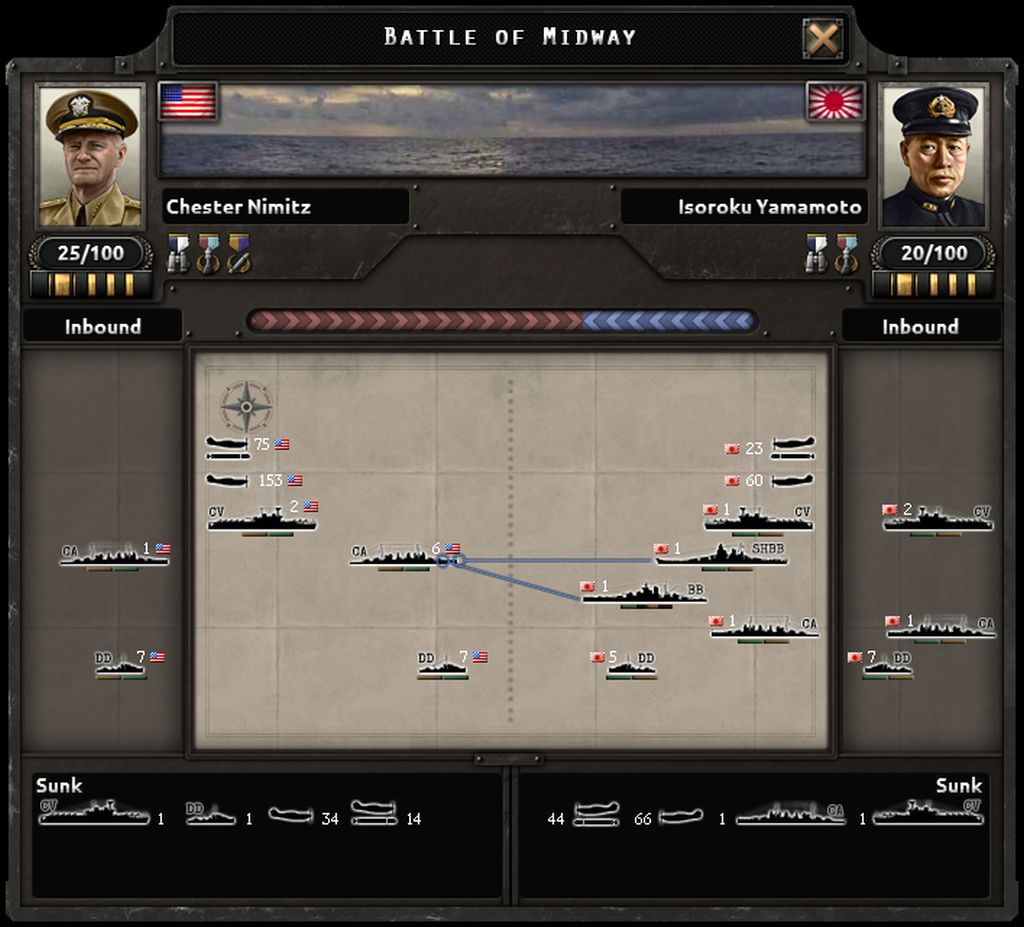 BATTLE OF MIDWAY
Chester Nimitz
Isoroku Yamamoto
25/100
20/100
Inbound
Inbound
75
23
153
60
CV 2
1 CV
2 CV
CA 1
CA 6
1 SHBB
1 BB
1 CA
1 CA
DD 7
DD 7
5 DD
7 DD
Sunk
CV 1
DD 1
34
14
Sunk
44
66
1 CA
1 CV